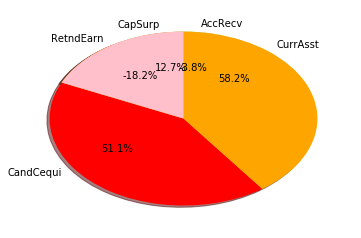 CapSurp
AccRecv
RetndEarn
CurrAsst
12.7%
-3.8%
-18.2%
58.2%
51.1%
CandCequi